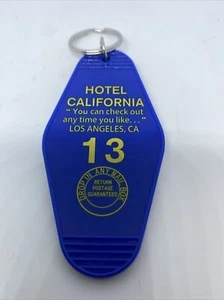 HOTEL
CALIFORNIA
"You can check out
any time you like..."
LOS ANGELES, CA
13
DROP IN ANY MAIL BOX
RETURN
POSTAGE
GUARANTEED